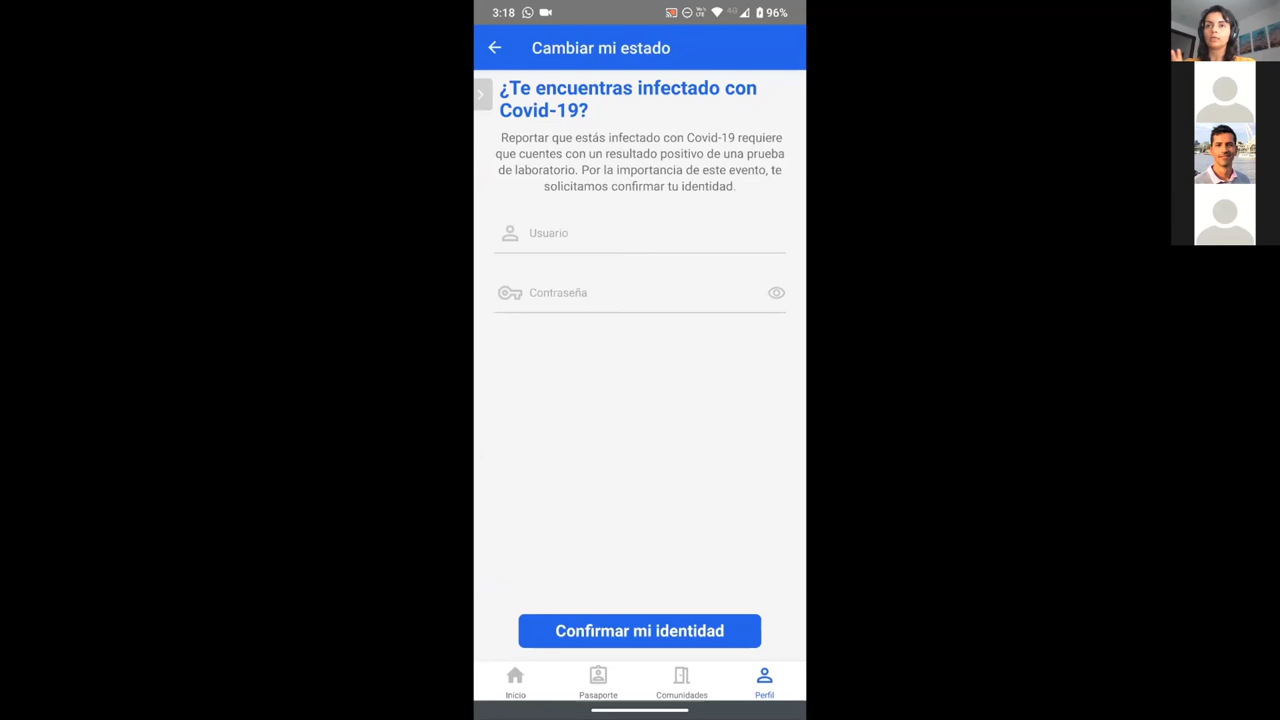 3:18
4G
96%
Cambiar mi estado
¿Te encuentras infectado con
Covid-19?
Reportar que estás infectado con Covid-19 requiere
que cuentes con un resultado positivo de una prueba
de laboratorio. Por la importancia de este evento, te
solicitamos confirmar tu identidad.
Usuario
Contraseña
Confirmar mi identidad
Inicio
Pasaporte
Comunidades
Perfil